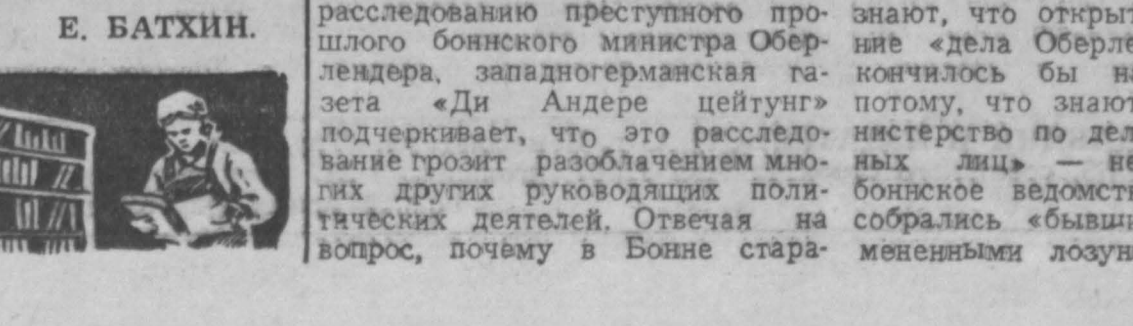 Е. БАТХИН.
расследованию преступного про-
шлого боннского министра Обер-
лендера, западногерманская га-
зета «Ди Андере цейтунг»
подчеркивает, что это расследо-
вание грозит разоблачением мно-
гих других руководящих поли-
тических деятелей. Отвечая на
вопрос, почему в Бонне стара-
знают, что открыт
ние «дела Оберле
кончилось бы на
потому, что знают
нистерство по дел
ных лиц» — не
боннское ведомств
собрались «бывши
мененными лозун